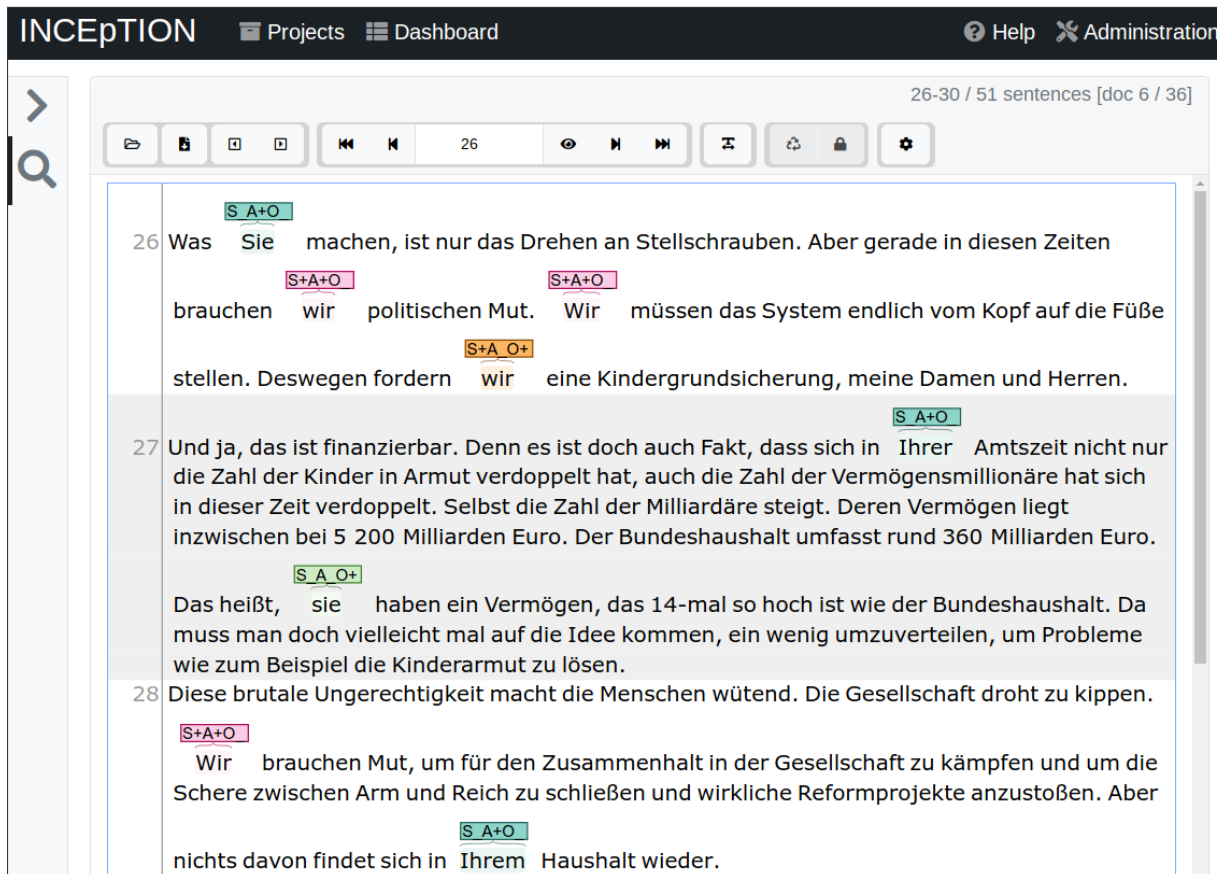 INCEpTION Projects Dashboard Help Administration
26-30 / 51 sentences [doc 6 / 36]
26
S_A+O_
26 Was Sie machen, ist nur das Drehen an Stellschrauben. Aber gerade in diesen Zeiten
S+A+O_ S+A+O_
brauchen wir politischen Mut. Wir müssen das System endlich vom Kopf auf die Füße
S+A_O+
stellen. Deswegen fordern wir eine Kindergrundsicherung, meine Damen und Herren.
S_A+O_
27 Und ja, das ist finanzierbar. Denn es ist doch auch Fakt, dass sich in Ihrer Amtszeit nicht nur
die Zahl der Kinder in Armut verdoppelt hat, auch die Zahl der Vermögensmillionäre hat sich
in dieser Zeit verdoppelt. Selbst die Zahl der Milliardäre steigt. Deren Vermögen liegt
inzwischen bei 5 200 Milliarden Euro. Der Bundeshaushalt umfasst rund 360 Milliarden Euro.
S_A_O+
Das heißt, sie haben ein Vermögen, das 14-mal so hoch ist wie der Bundeshaushalt. Da
muss man doch vielleicht mal auf die Idee kommen, ein wenig umzuverteilen, um Probleme
wie zum Beispiel die Kinderarmut zu lösen.
28 Diese brutale Ungerechtigkeit macht die Menschen wütend. Die Gesellschaft droht zu kippen.
S+A+O_
Wir brauchen Mut, um für den Zusammenhalt in der Gesellschaft zu kämpfen und um die
Schere zwischen Arm und Reich zu schließen und wirkliche Reformprojekte anzustoßen. Aber
S_A+O_
nichts davon findet sich in Ihrem Haushalt wieder.